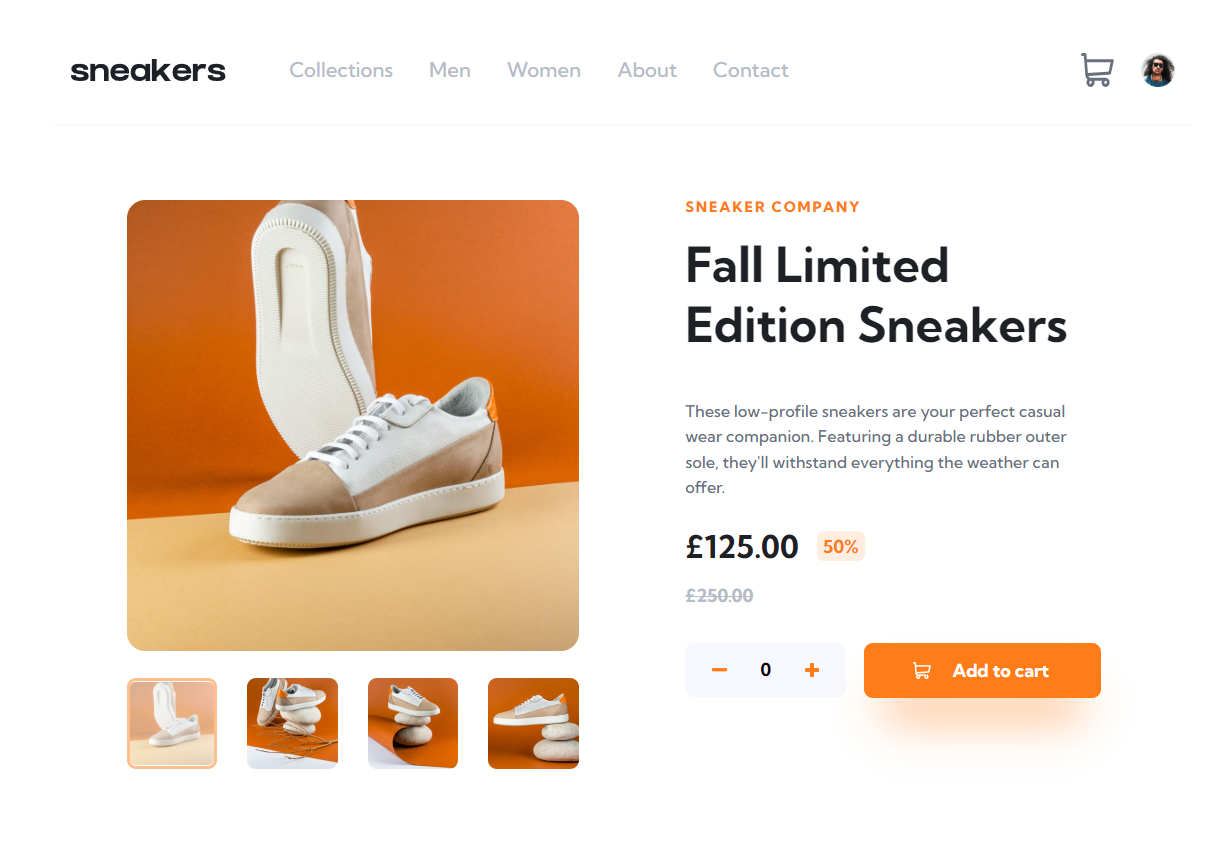 sneakers
Collections
Men
Women
About
Contact
SNEAKER COMPANY
Fall Limited
Edition Sneakers
These low-profile sneakers are your perfect casual
wear companion. Featuring a durable rubber outer
sole, they'll withstand everything the weather can
offer.
£125.00
50%
£250.00
0
Add to cart